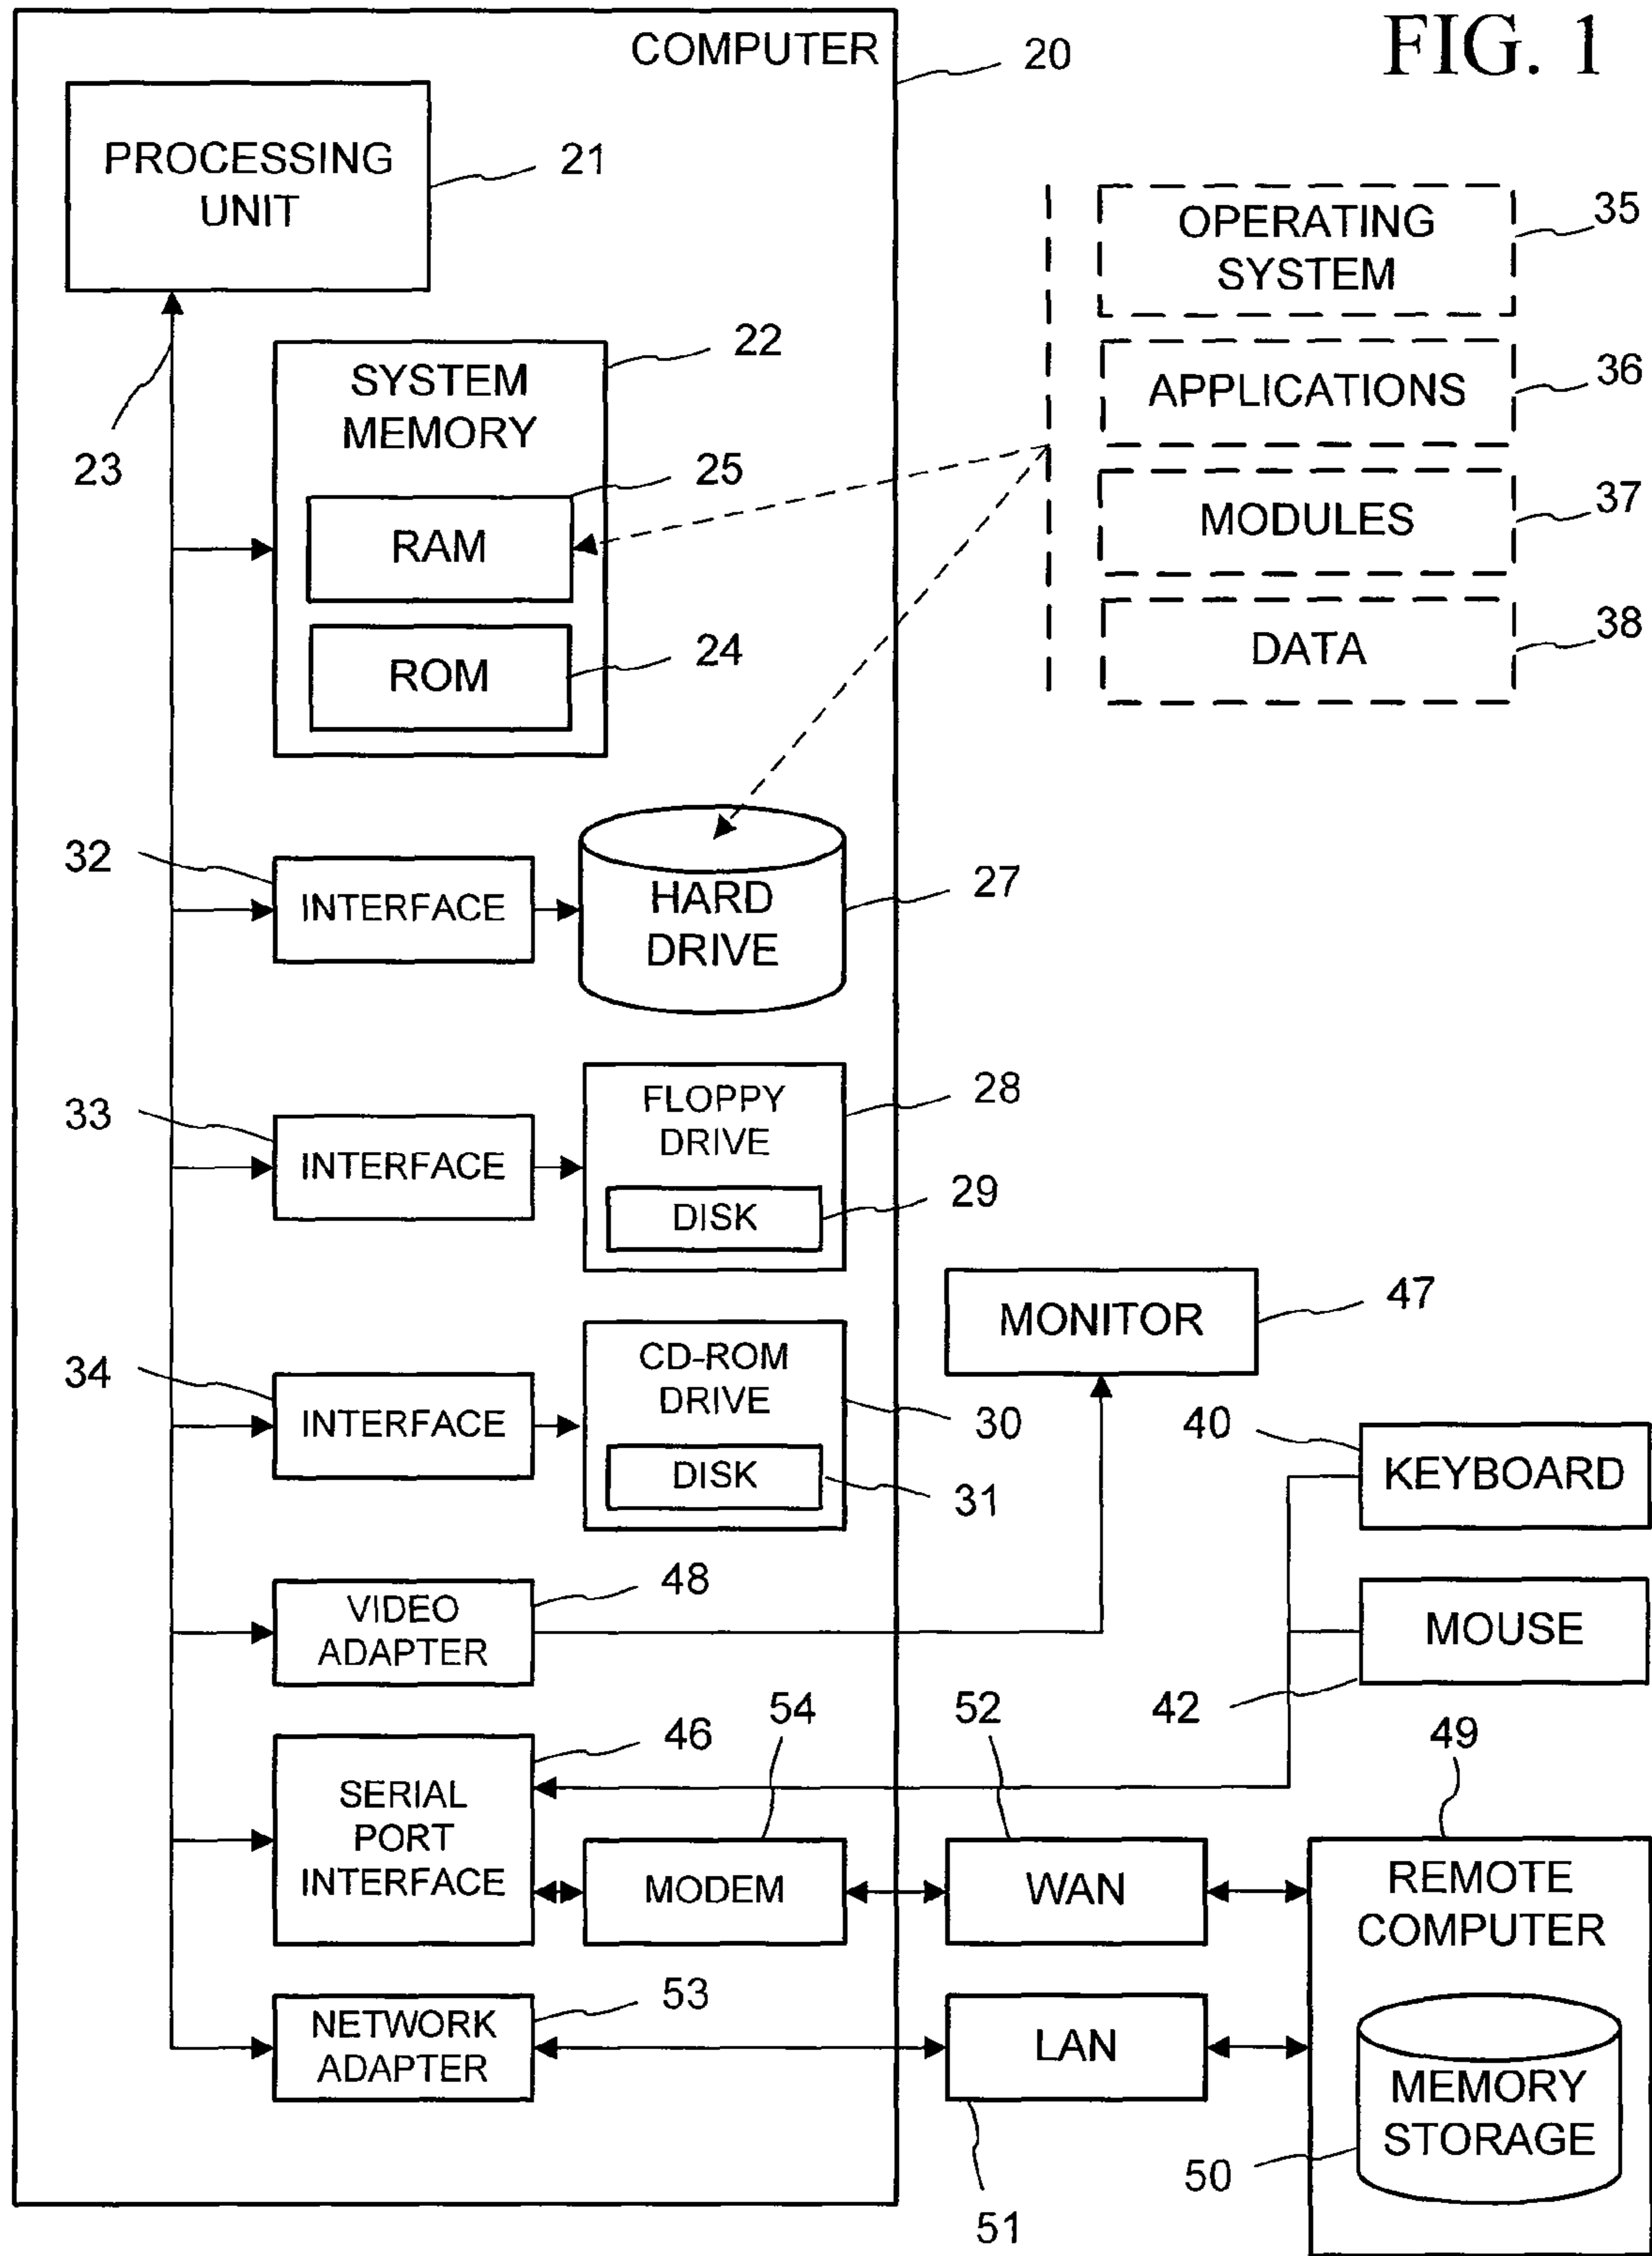 FIG. 1
COMPUTER
20
PROCESSING
UNIT
21
23
SYSTEM
MEMORY
22
RAM
25
ROM
24
OPERATING
SYSTEM
35
APPLICATIONS
36
MODULES
37
DATA
38
32
INTERFACE
HARD
DRIVE
27
33
INTERFACE
FLOPPY
DRIVE
28
DISK
29
34
INTERFACE
CD-ROM
DRIVE
30
DISK
31
MONITOR
47
40
KEYBOARD
MOUSE
42
VIDEO
ADAPTER
48
SERIAL
PORT
INTERFACE
46
MODEM
54
WAN
52
REMOTE
COMPUTER
49
MEMORY
STORAGE
50
NETWORK
ADAPTER
53
LAN
51